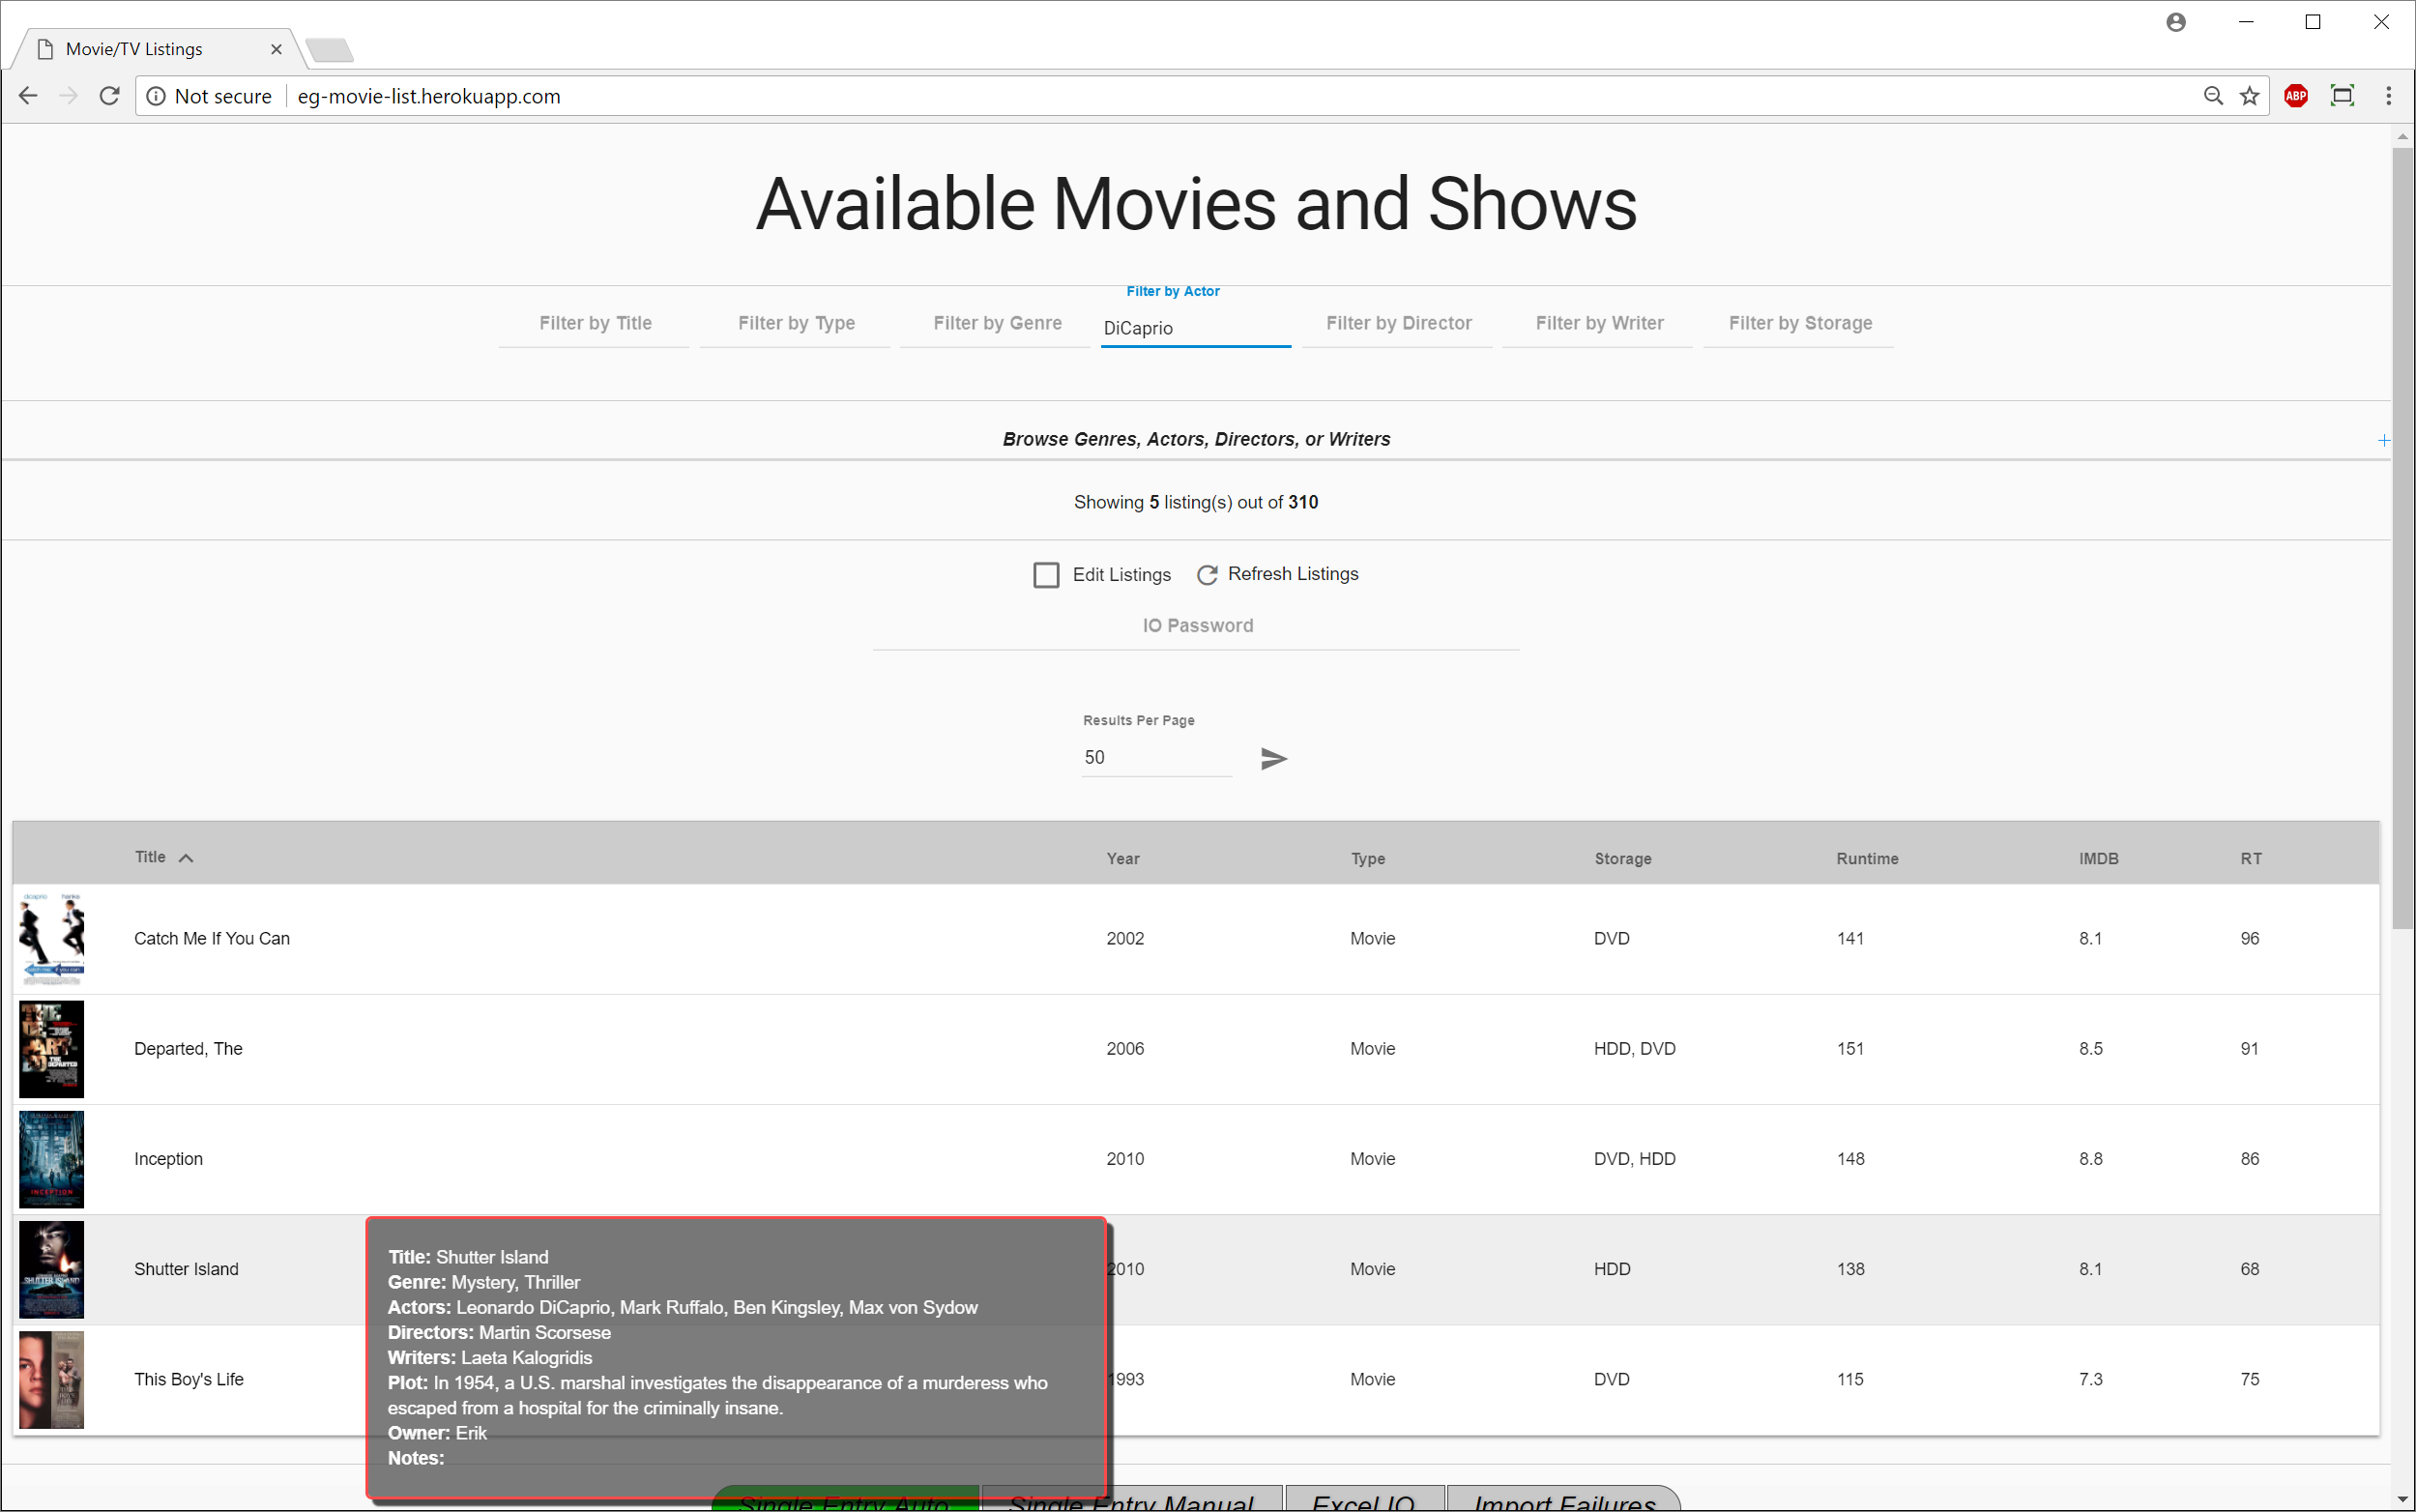 Movie/TV Listings
Not secure eg-movie-list.herokuapp.com ABP
Available Movies and Shows
Filter by Title Filter by Type Filter by Genre Filter by Actor Filter by Director Filter by Writer Filter by Storage
DiCaprio
Browse Genres, Actors, Directors, or Writers +
Showing 5 listing(s) out of 310
Edit Listings Refresh Listings
IO Password
Results Per Page
50
Title Year Type Storage Runtime IMDB RT
dicaprio hanks
Catch Me If You Can 2002 Movie DVD 141 8.1 96
Departed, The 2006 Movie HDD, DVD 151 8.5 91
THE DEPARTED
Inception 2010 Movie DVD, HDD 148 8.8 86
INCEPTION
Shutter Island 2010 Movie HDD 138 8.1 68
SHUTTER ISLAND
This Boy's Life 1993 Movie DVD 115 7.3 75
Title: Shutter Island
Genre: Mystery, Thriller
Actors: Leonardo DiCaprio, Mark Ruffalo, Ben Kingsley, Max von Sydow
Directors: Martin Scorsese
Writers: Laeta Kalogridis
Plot: In 1954, a U.S. marshal investigates the disappearance of a murderess who
escaped from a hospital for the criminally insane.
Owner: Erik
Notes:
Single Entry Auto Single Entry Manual Excel IO Import Failures